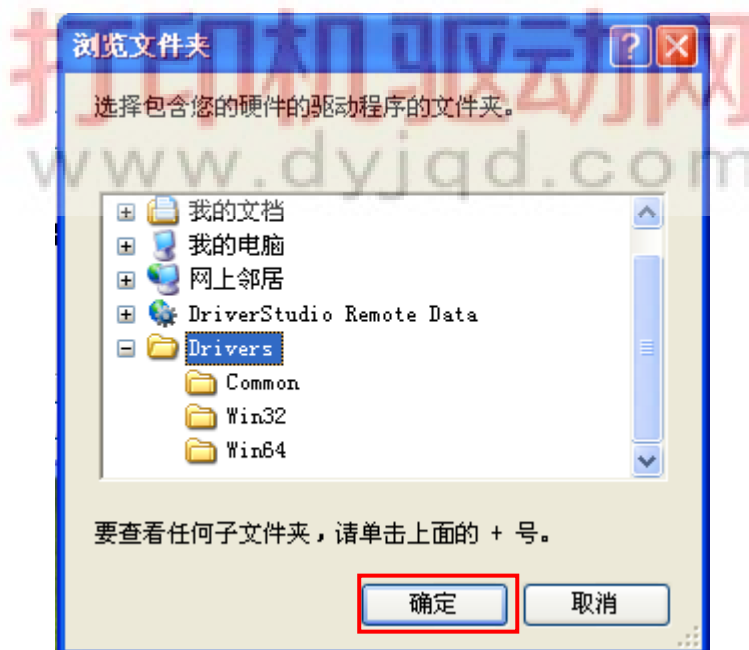 打印机驱动网
www.dyjqd.com
浏览文件夹
选择包含您的硬件的驱动程序的文件夹。
我的文档
我的电脑
网上邻居
DriverStudio Remote Data
Drivers
Common
Win32
Win64
要查看任何子文件夹，请单击上面的 + 号。
确定 取消